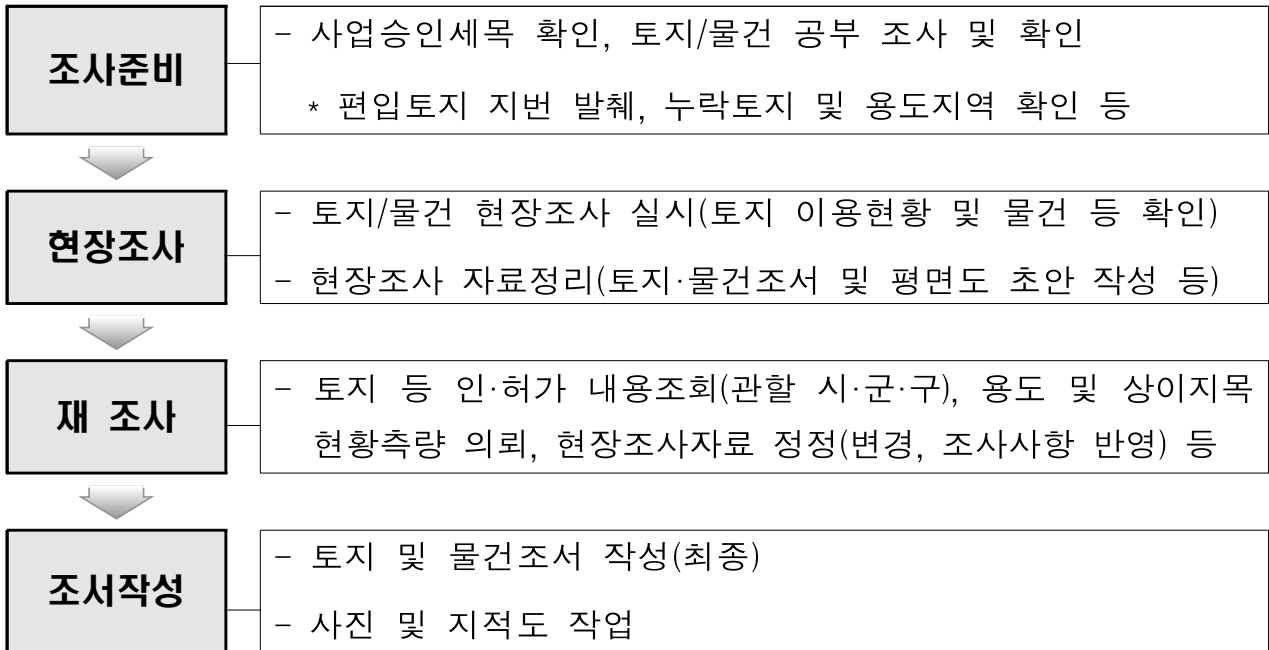 조사준비
– 사업승인세목 확인, 토지/물건 공부 조사 및 확인
* 편입토지 지번 발췌, 누락토지 및 용도지역 확인 등
현장조사
– 토지/물건 현장조사 실시(토지 이용현황 및 물건 등 확인)
– 현장조사 자료정리(토지·물건조서 및 평면도 초안 작성 등)
재 조사
– 토지 등 인·허가 내용조회(관할 시·군·구), 용도 및 상이지목
현황측량 의뢰, 현장조사자료 정정(변경, 조사사항 반영) 등
조서작성
– 토지 및 물건조서 작성(최종)
– 사진 및 지적도 작업